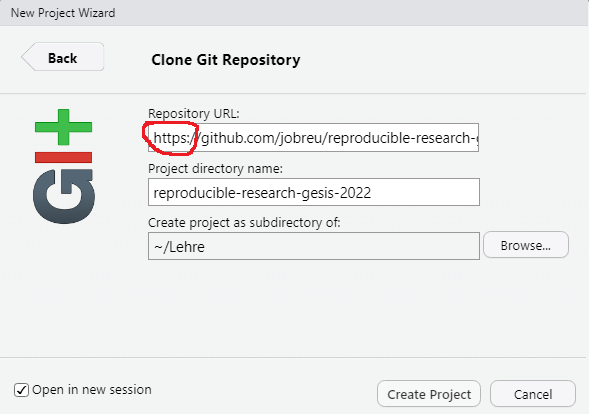 New Project Wizard
Back
Clone Git Repository
GIt
Repository URL:
https://github.com/jobreu/reproducible-research-g
Project directory name:
reproducible-research-gesis-2022
Create project as subdirectory of:
~/Lehre
Browse...
Open in new session
Create Project
Cancel